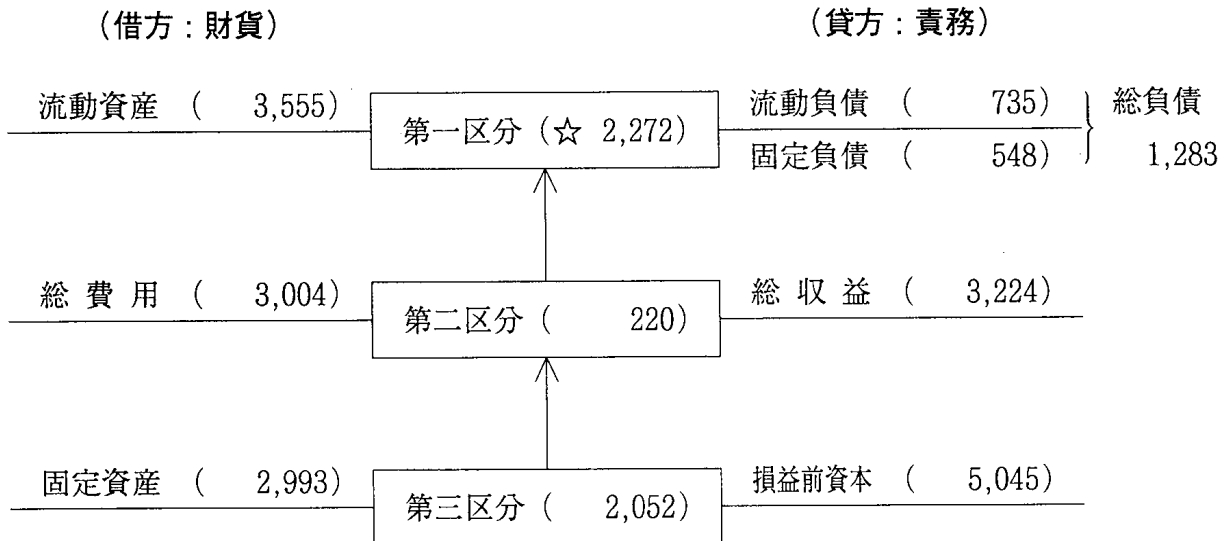 （借方：財貨） （貸方：責務）
流動資産 （ 3,555） 第一区分（☆ 2,272） 流動負債 （ 735） 総負債
固定負債 （ 548） 1,283
総費用 （ 3,004） 第二区分（ 220） 総収益 （ 3,224）
固定資産 （ 2,993） 第三区分（ 2,052） 損益前資本 （ 5,045）